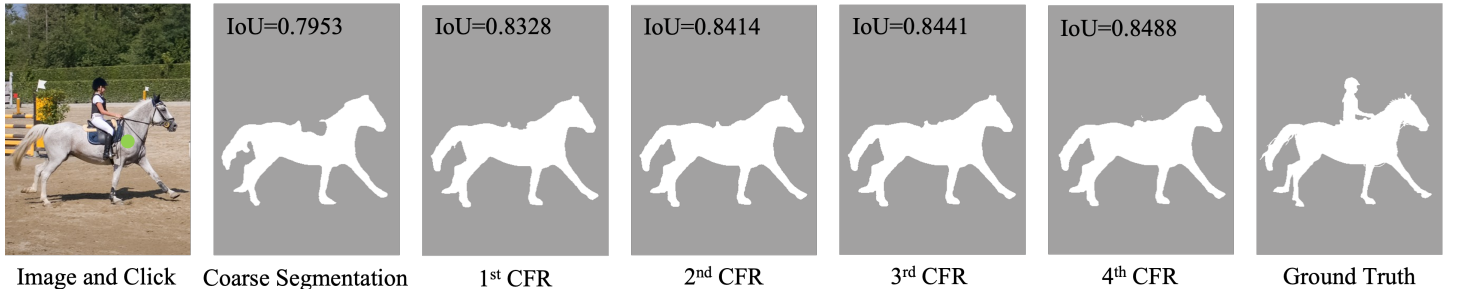 IoU=0.7953
IoU=0.8328
IoU=0.8414
IoU=0.8441
IoU=0.8488
Image and Click
Coarse Segmentation
1st CFR
2nd CFR
3rd CFR
4th CFR
Ground Truth